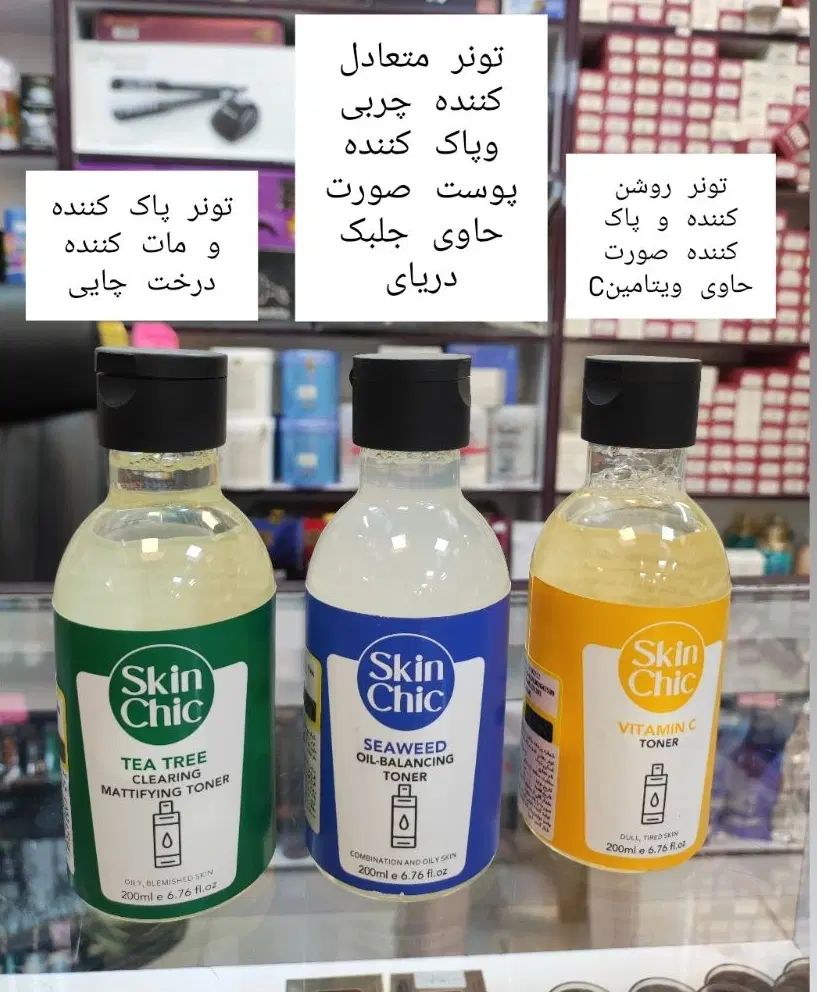 تونر متعادل
کننده چربی
وپاک کننده
پوست صورت
حاوی جلبک
دریای
تونر پاک کننده
و مات کننده
درخت چایی
تونر روشن
کننده و پاک
کننده صورت
حاوی ویتامینC
Skin
Chic
TEA TREE
CLEARING
MATTIFYING TONER
OILY, BLEMISHED SKIN
200ml e 6.76 fl.oz
Skin
Chic
SEAWEED
OIL-BALANCING
TONER
COMBINATION AND OILY SKIN
200ml e 6.76 fl.oz
Skin
Chic
VITAMIN C
TONER
DULL, TIRED SKIN
200ml e 6.76 fl.oz